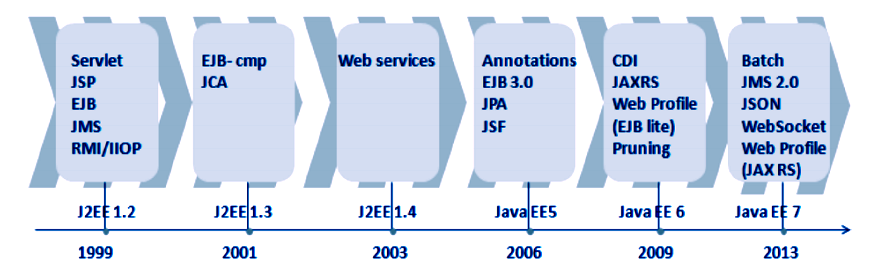 Servlet
JSP
EJB
JMS
RMI/IIOP
EJB- cmp
JCA
Web services
Annotations
EJB 3.0
JPA
JSF
CDI
JAXRS
Web Profile
(EJB lite)
Pruning
Batch
JMS 2.0
JSON
WebSocket
Web Profile
(JAX RS)
J2EE 1.2
J2EE 1.3
J2EE 1.4
Java EE5
Java EE 6
Java EE 7
1999
2001
2003
2006
2009
2013